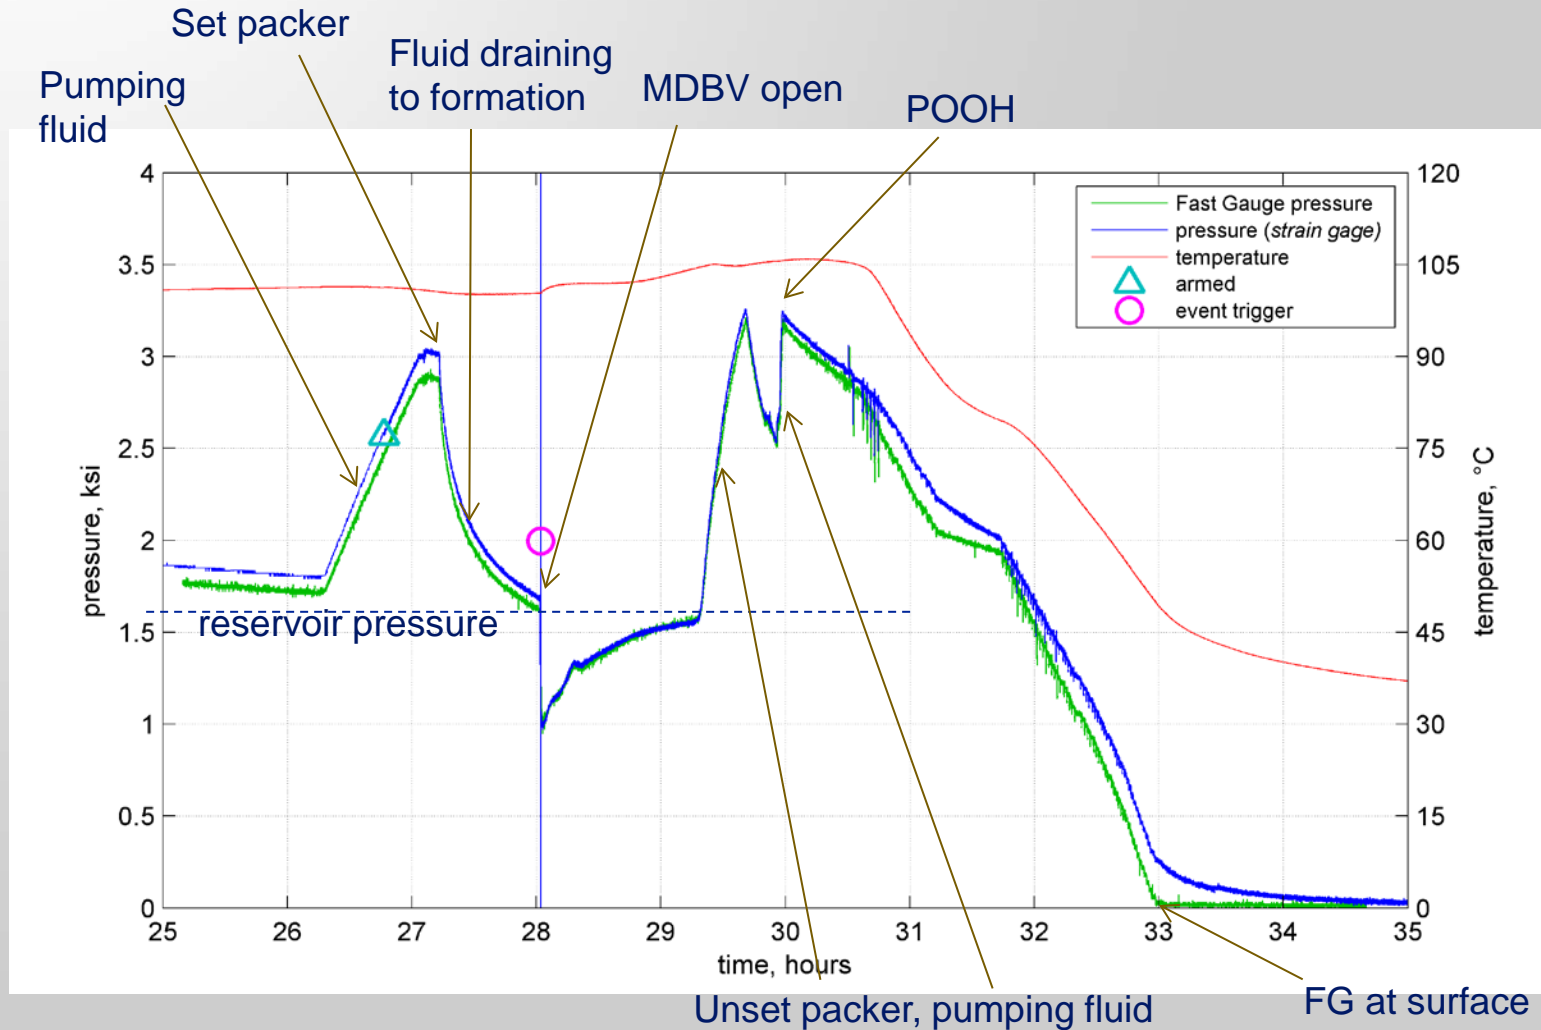 Set packer
Fluid draining
to formation
Pumping
fluid
MDBV open
POOH
4
3.5
3
2.5
2
1.5
1
0.5
0
pressure, ksi
120
105
90
75
60
45
30
15
0
temperature, °C
Fast Gauge pressure
pressure (strain gage)
temperature
armed
event trigger
reservoir pressure
25 26 27 28 29 30 31 32 33 34 35
time, hours
Unset packer, pumping fluid
FG at surface